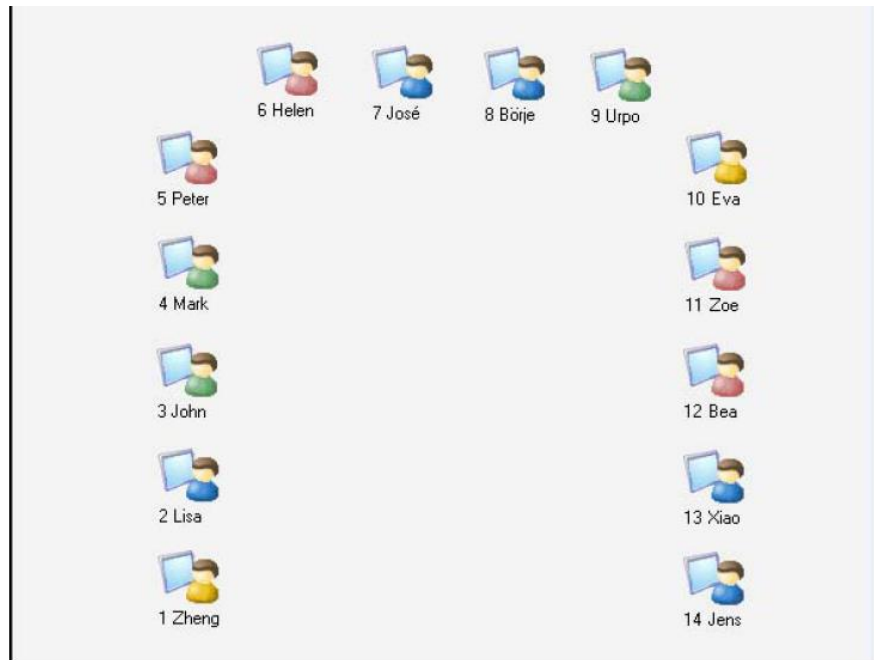 6 Helen
7 José
8 Börje
9 Urpo
5 Peter
10 Eva
4 Mark
11 Zoe
3 John
12 Bea
2 Lisa
13 Xiao
1 Zheng
14 Jens